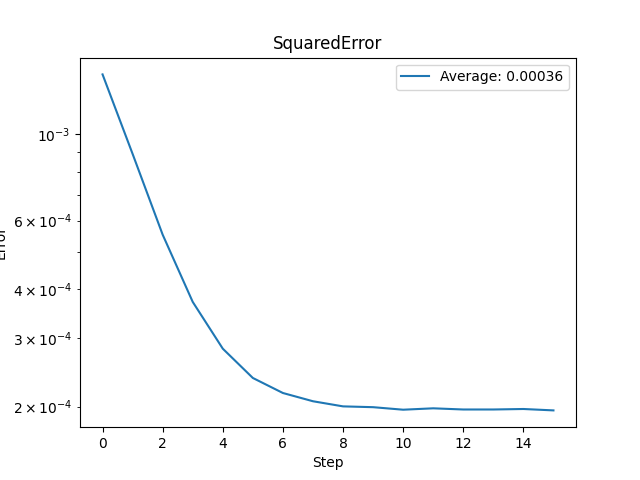 SquaredError
Average: 0.00036
10⁻³
6 × 10⁻⁴
4 × 10⁻⁴
3 × 10⁻⁴
2 × 10⁻⁴
Error
0 2 4 6 8 10 12 14
Step